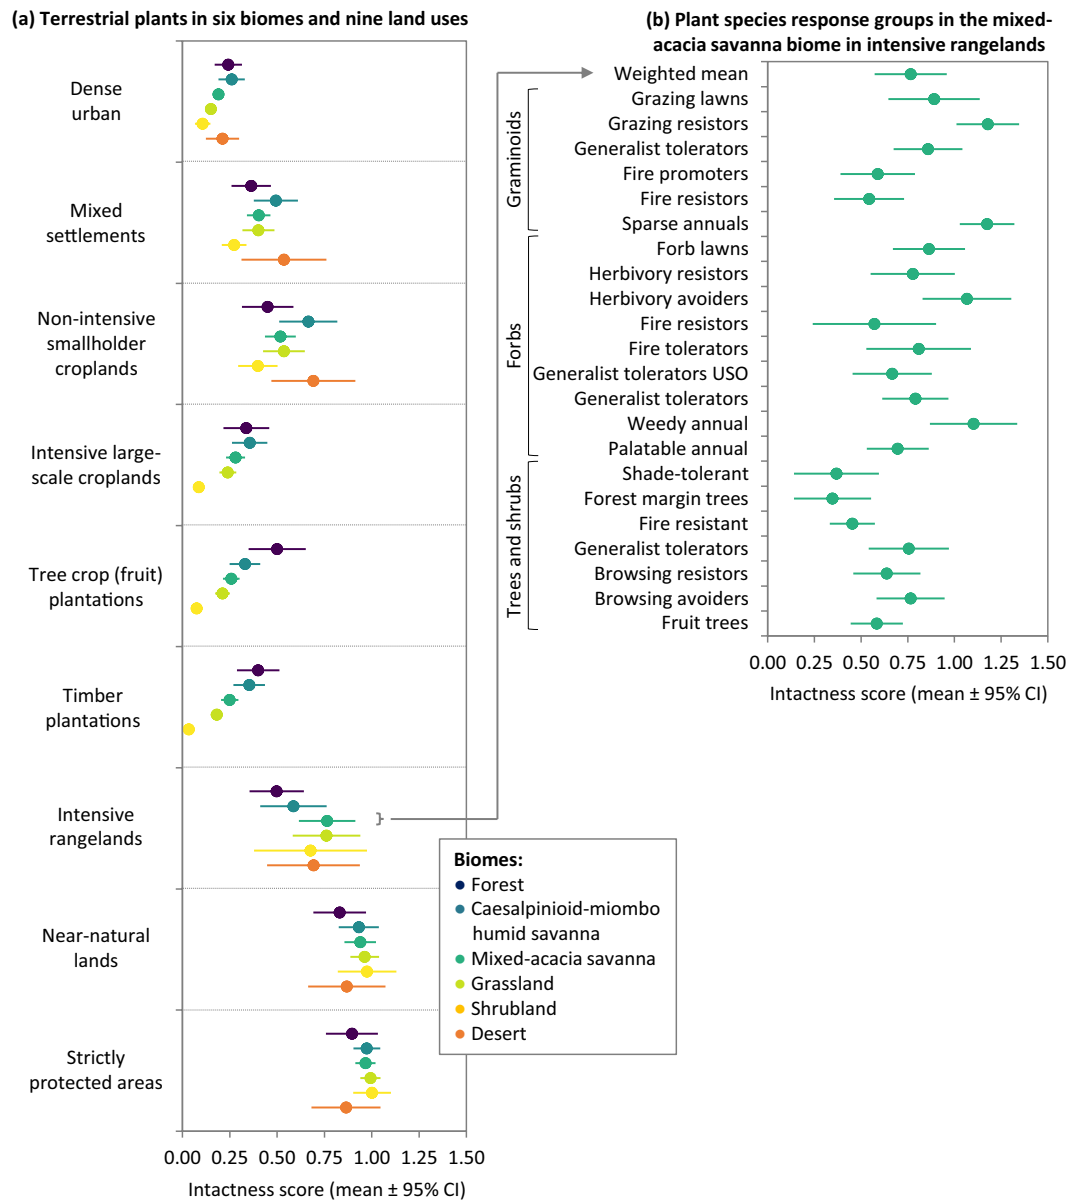 (a) Terrestrial plants in six biomes and nine land uses
Dense
urban
Mixed
settlements
Non-intensive
smallholder
croplands
Intensive large-
scale croplands
Tree crop (fruit)
plantations
Timber
plantations
Intensive
rangelands
Near-natural
lands
Strictly
protected areas
0.00 0.25 0.50 0.75 1.00 1.25 1.50
Intactness score (mean ± 95% CI)
Biomes:
Forest
Caesalpinioid-miombo
humid savanna
Mixed-acacia savanna
Grassland
Shrubland
Desert
(b) Plant species response groups in the mixed-
acacia savanna biome in intensive rangelands
Weighted mean
Graminoids
Grazing lawns
Grazing resistors
Generalist tolerators
Fire promoters
Fire resistors
Sparse annuals
Forbs
Forb lawns
Herbivory resistors
Herbivory avoiders
Fire resistors
Fire tolerators
Generalist tolerators USO
Generalist tolerators
Weedy annual
Palatable annual
Trees and shrubs
Shade-tolerant
Forest margin trees
Fire resistant
Generalist tolerators
Browsing resistors
Browsing avoiders
Fruit trees
0.00 0.25 0.50 0.75 1.00 1.25 1.50
Intactness score (mean ± 95% CI)